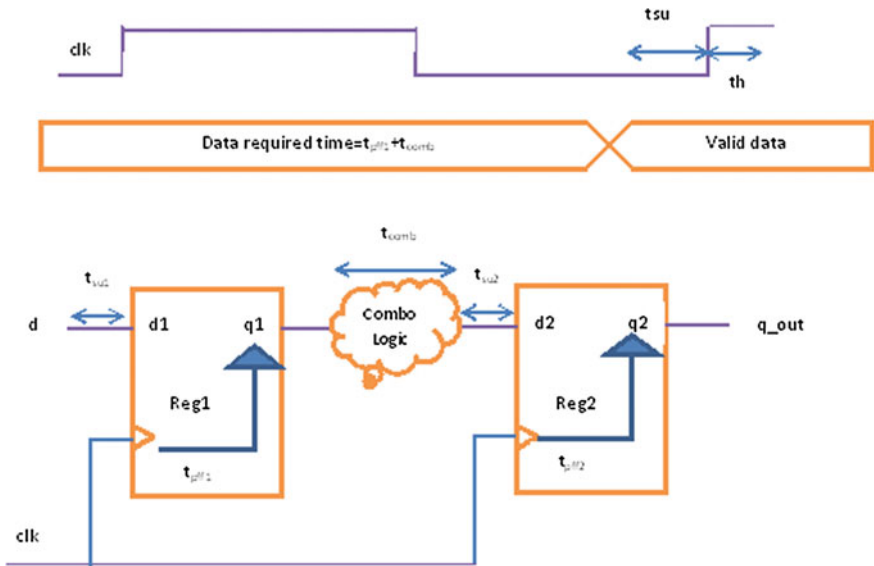 tsu
clk
th
Data required time=tpff1+tcomb
Valid data
tcomb
tsu1
tsu2
d
d1
q1
Combo
Logic
d2
q2
q_out
Reg1
Reg2
tpff1
tpff2
clk